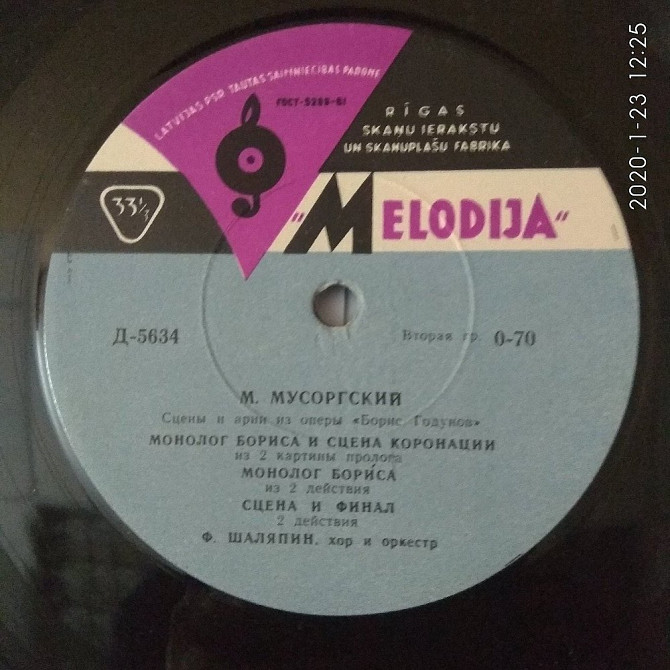 LATVIJAS PSR TAUTAS SAIMNIECĪBAS PADOME
ГОСТ-5289-61
RĪGAS
SKAŅU IERAKSTU
UN SKAŅUPLAŠU FABRIKA
33⅓
"MELODIJA"
Д-5634
Вторая гр. 0-70
М. МУСОРГСКИЙ
Сцены и арии из оперы «Борис Годунов»
МОНОЛОГ БОРИСА И СЦЕНА КОРОНАЦИИ
из 2 картины пролога
МОНОЛОГ БОРИ́СА
из 2 действия
СЦЕНА И ФИНАЛ
2 действия
Ф. ШАЛЯПИН, хор и оркестр
2020-1-23 12:25